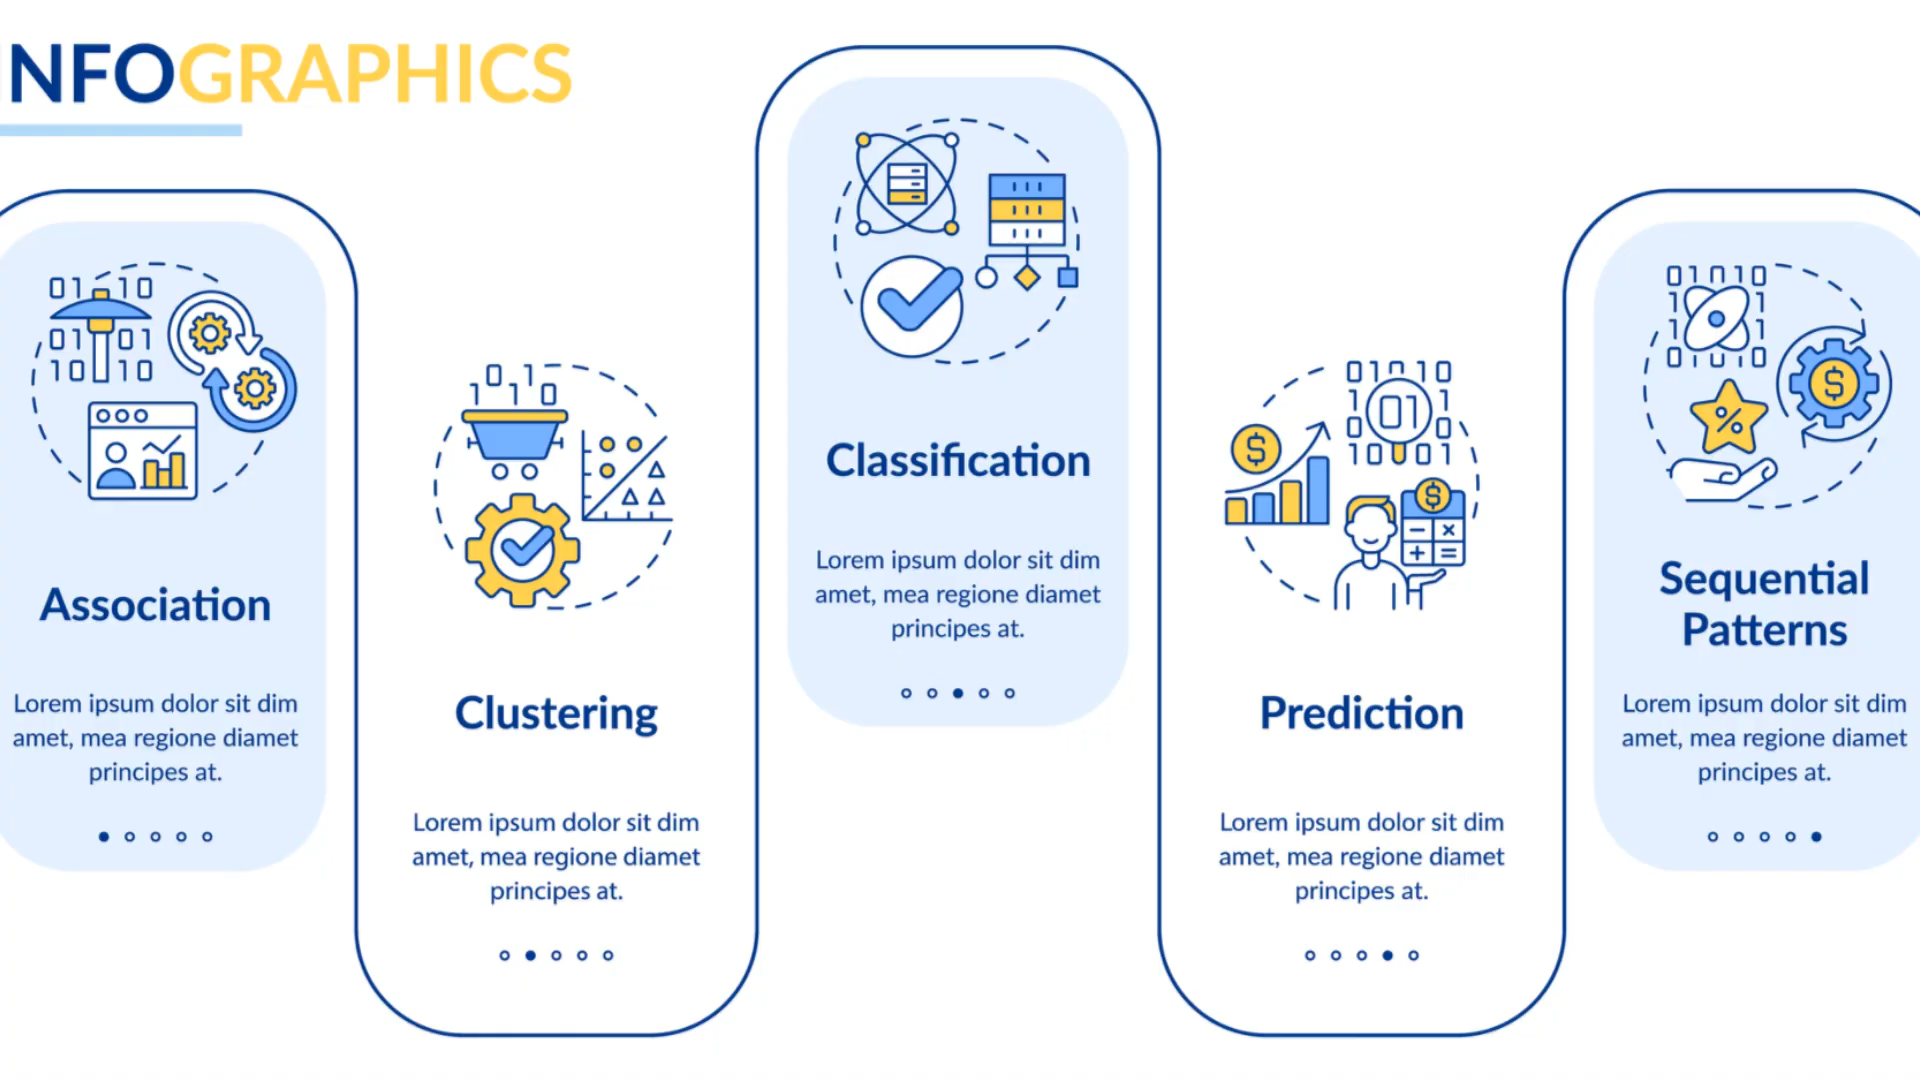 INFOGRAPHICS
Association
Lorem ipsum dolor sit dim
amet, mea regione diamet
principes at.
Clustering
Lorem ipsum dolor sit dim
amet, mea regione diamet
principes at.
Classification
Lorem ipsum dolor sit dim
amet, mea regione diamet
principes at.
01
Prediction
Lorem ipsum dolor sit dim
amet, mea regione diamet
principes at.
Sequential
Patterns
Lorem ipsum dolor sit dim
amet, mea regione diamet
principes at.